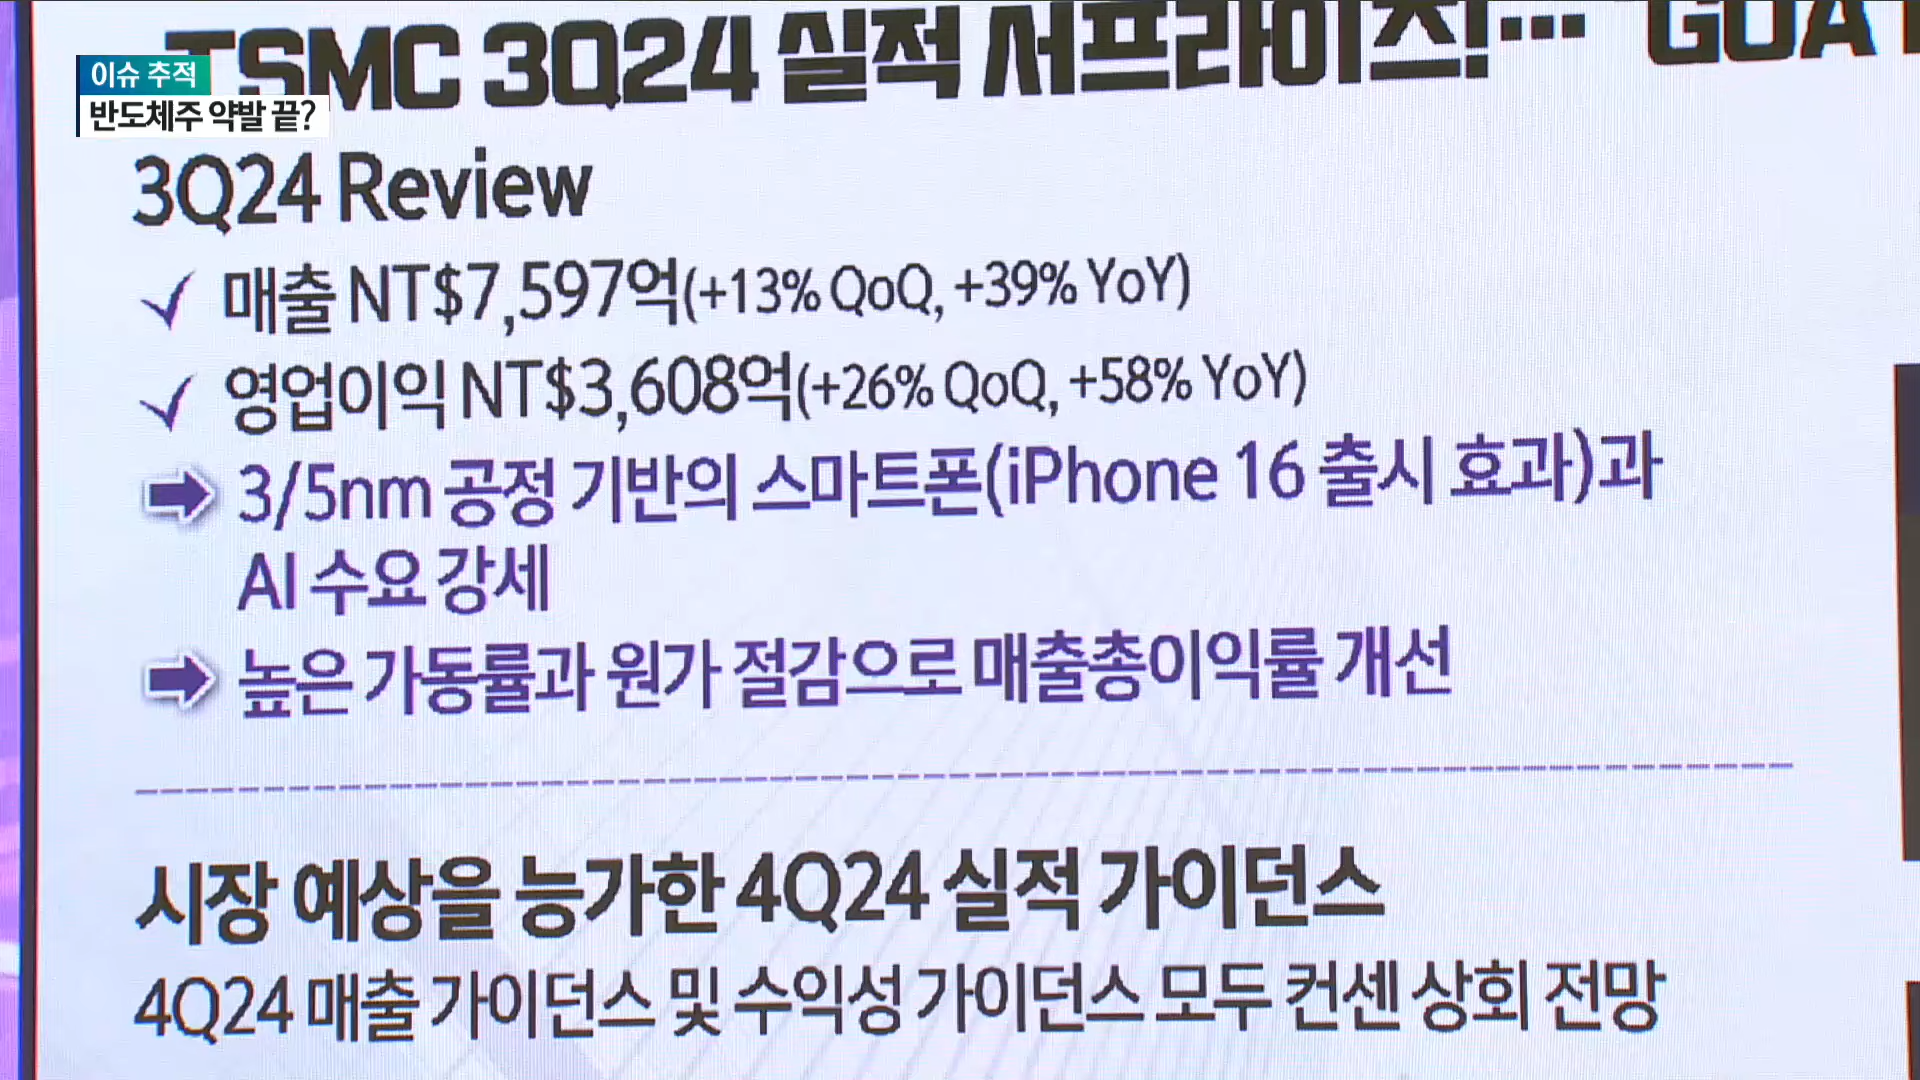 TSMC 3Q24 실적 서프라이즈!… "GOAT
이슈 추적
반도체주 약발 끝?
3Q24 Review
매출 NT$7,597억(+13% QoQ, +39% YoY)
영업이익 NT$3,608억(+26% QoQ, +58% YoY)
3/5nm 공정 기반의 스마트폰(iPhone 16 출시 효과)과
AI 수요 강세
높은 가동률과 원가 절감으로 매출총이익률 개선
시장 예상을 능가한 4Q24 실적 가이던스
4Q24 매출 가이던스 및 수익성 가이던스 모두 컨센 상회 전망